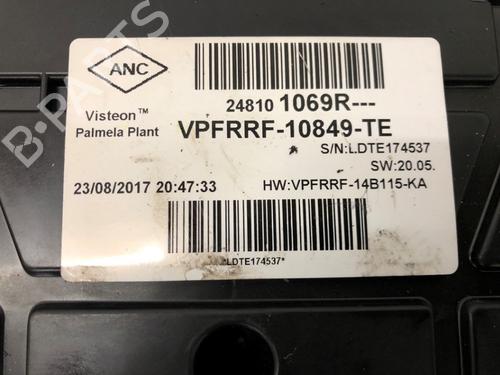 ANC
Visteon™
Palmela Plant
24810 1069R---
VPFRRF-10849-TE
S/N:LDTE174537
SW:20.05.
23/08/2017 20:47:33
HW:VPFRRF-14B115-KA
LDTE174537*
B-PARTS